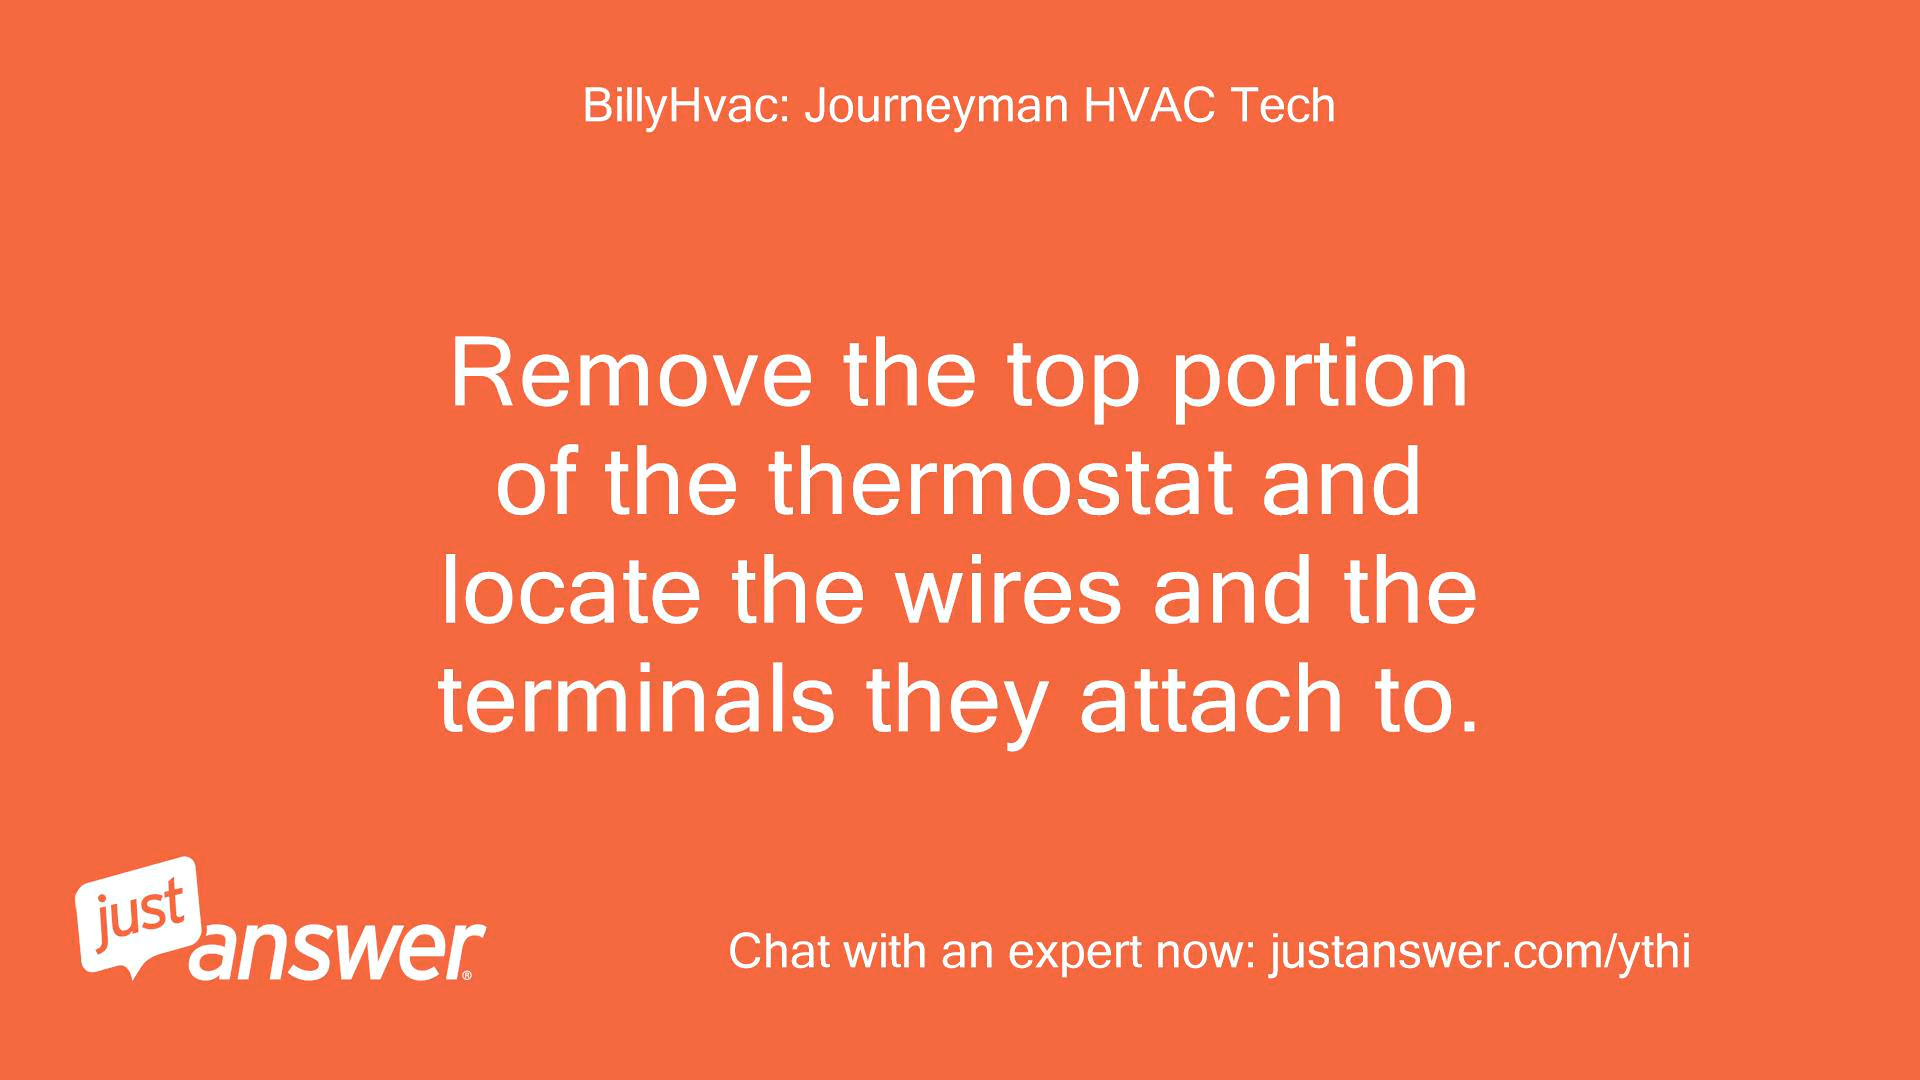 BillyHvac: Journeyman HVAC Tech
Remove the top portion
of the thermostat and
locate the wires and the
terminals they attach to.
just
answer®
Chat with an expert now: justanswer.com/ythi